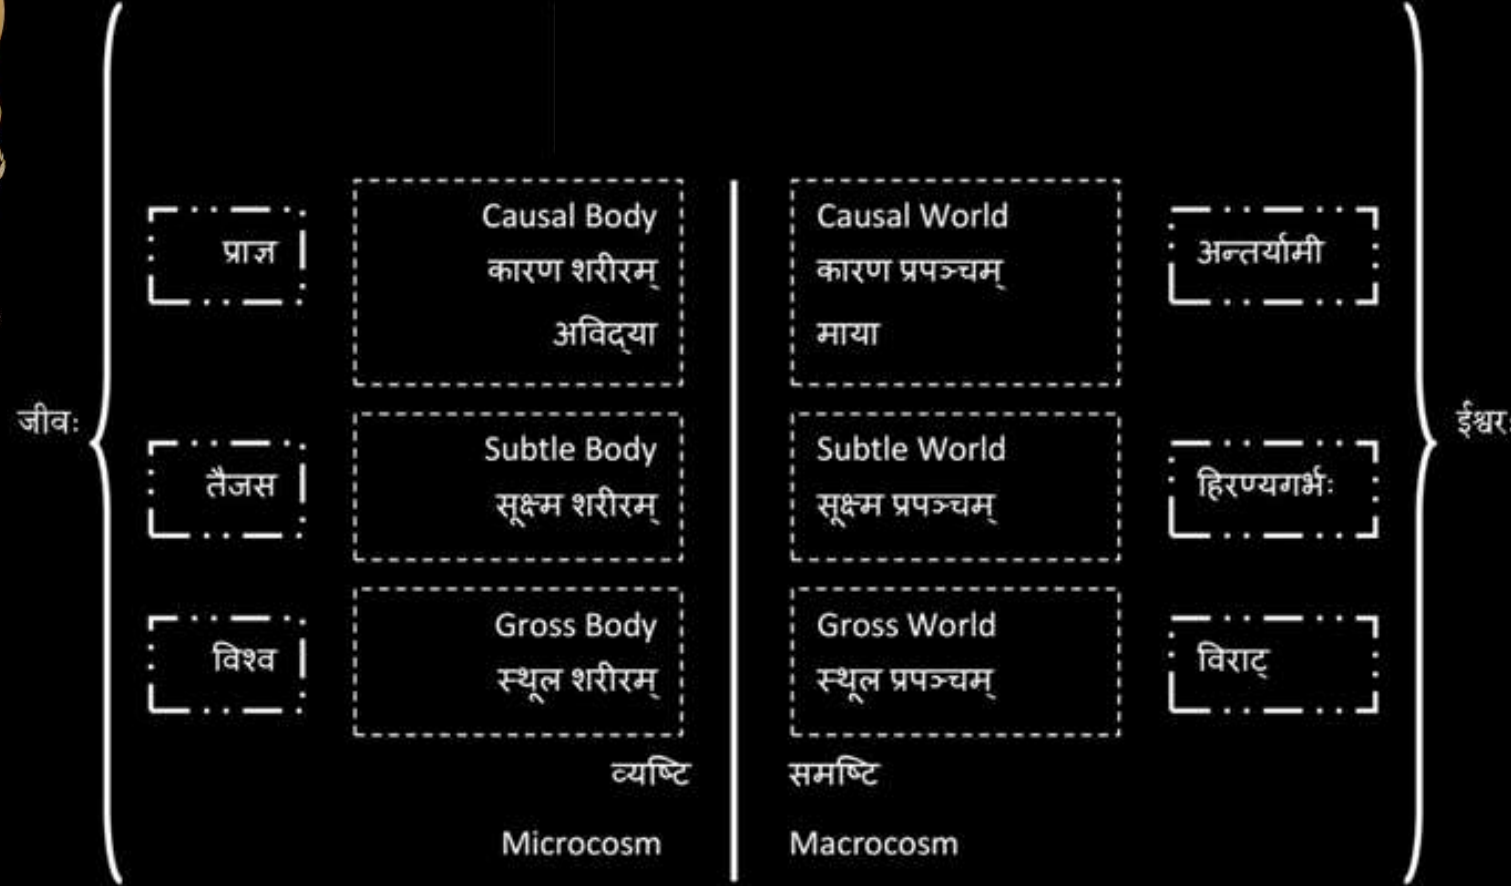 प्राज्ञ
Causal Body
कारण शरीरम्
अविद्या
Causal World
कारण प्रपञ्चम्
माया
अन्तर्यामी
जीवः
तैजस
Subtle Body
सूक्ष्म शरीरम्
Subtle World
सूक्ष्म प्रपञ्चम्
हिरण्यगर्भः
ईश्वरः
विश्व
Gross Body
स्थूल शरीरम्
Gross World
स्थूल प्रपञ्चम्
विराट्
व्यष्टि
समष्टि
Microcosm
Macrocosm